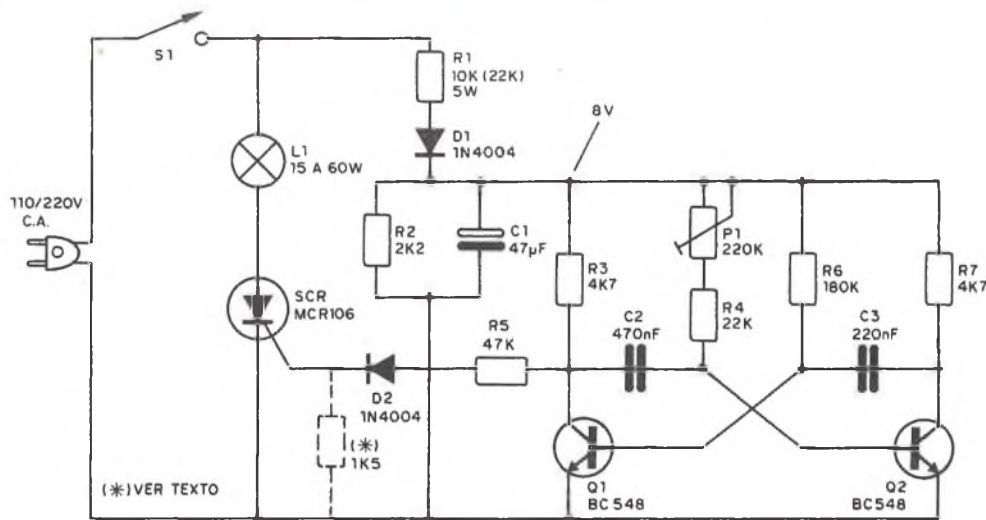 S1
R1
10K (22K)
5W
D1
1N4004
8V
L1
15 A 60W
110/220V
C.A.
R2
2K2
C1
47µF
P1
220K
R3
4K7
R6
180K
R7
4K7
SCR
MCR106
R5
47K
C2
470nF
R4
22K
C3
220nF
D2
1N4004
(*)
1K5
(*) VER TEXTO
Q1
BC548
Q2
BC548